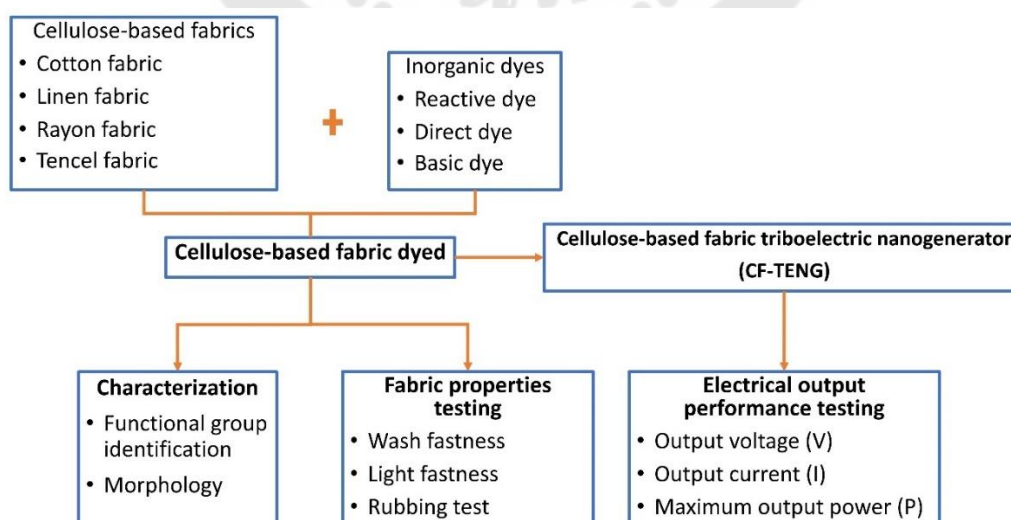 Cellulose-based fabrics
• Cotton fabric
• Linen fabric
• Rayon fabric
• Tencel fabric
+
Inorganic dyes
• Reactive dye
• Direct dye
• Basic dye
Cellulose-based fabric dyed
Cellulose-based fabric triboelectric nanogenerator
(CF-TENG)
Characterization
• Functional group
identification
• Morphology
Fabric properties
testing
• Wash fastness
• Light fastness
• Rubbing test
Electrical output
performance testing
• Output voltage (V)
• Output current (I)
• Maximum output power (P)